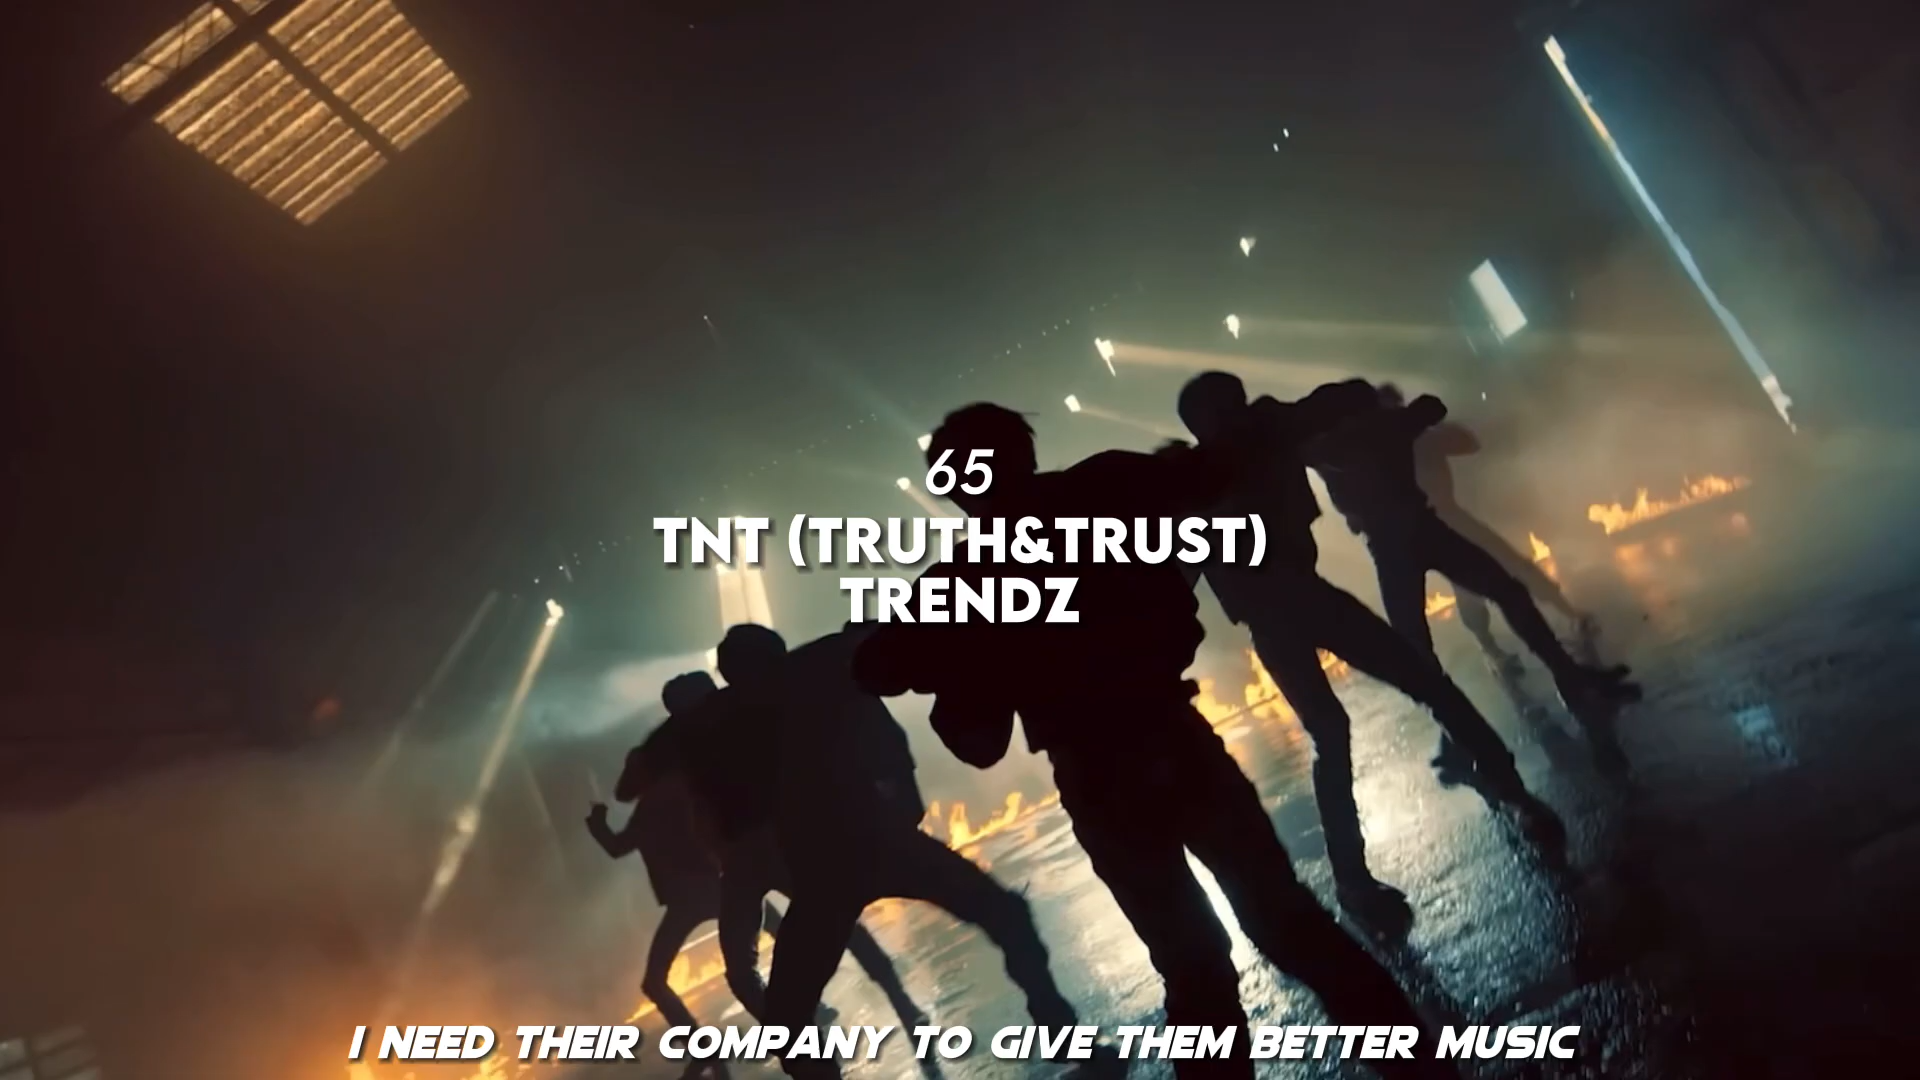 65
TNT (TRUTH&TRUST)
TRENDZ
I NEED THEIR COMPANY TO GIVE THEM BETTER MUSIC